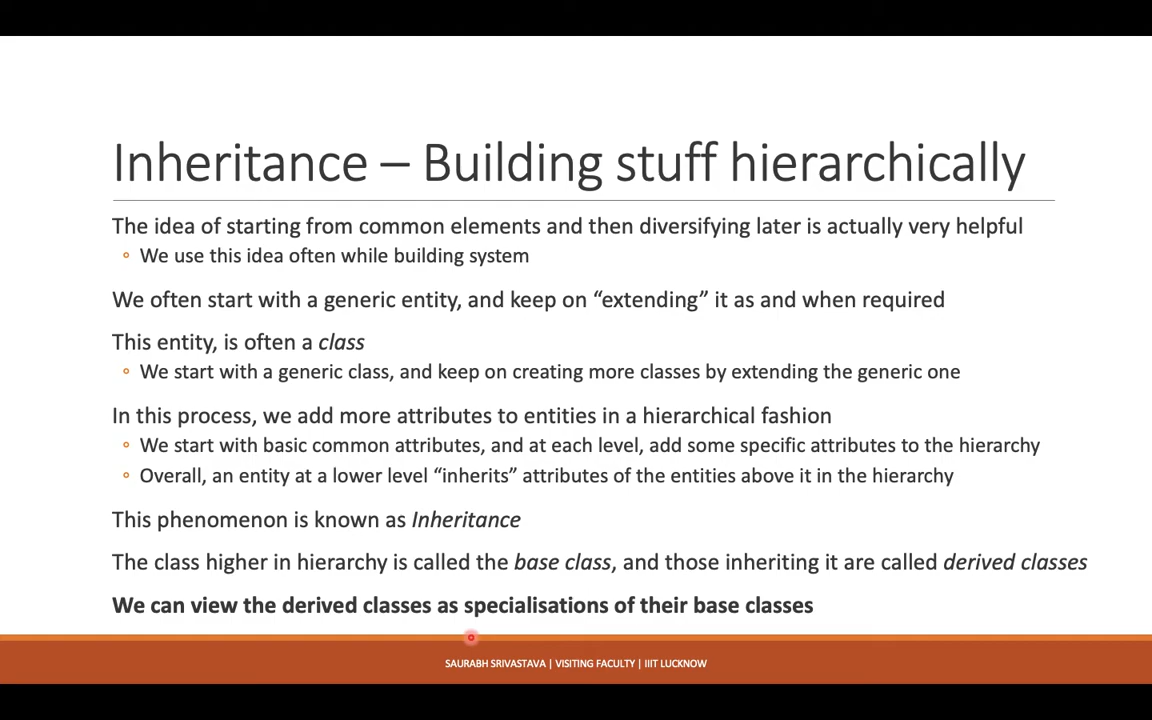 Inheritance – Building stuff hierarchically
The idea of starting from common elements and then diversifying later is actually very helpful
We use this idea often while building system
We often start with a generic entity, and keep on “extending” it as and when required
This entity, is often a class
We start with a generic class, and keep on creating more classes by extending the generic one
In this process, we add more attributes to entities in a hierarchical fashion
We start with basic common attributes, and at each level, add some specific attributes to the hierarchy
Overall, an entity at a lower level “inherits” attributes of the entities above it in the hierarchy
This phenomenon is known as Inheritance
The class higher in hierarchy is called the base class, and those inheriting it are called derived classes
We can view the derived classes as specialisations of their base classes
SAURABH SRIVASTAVA | VISITING FACULTY | IIIT LUCKNOW